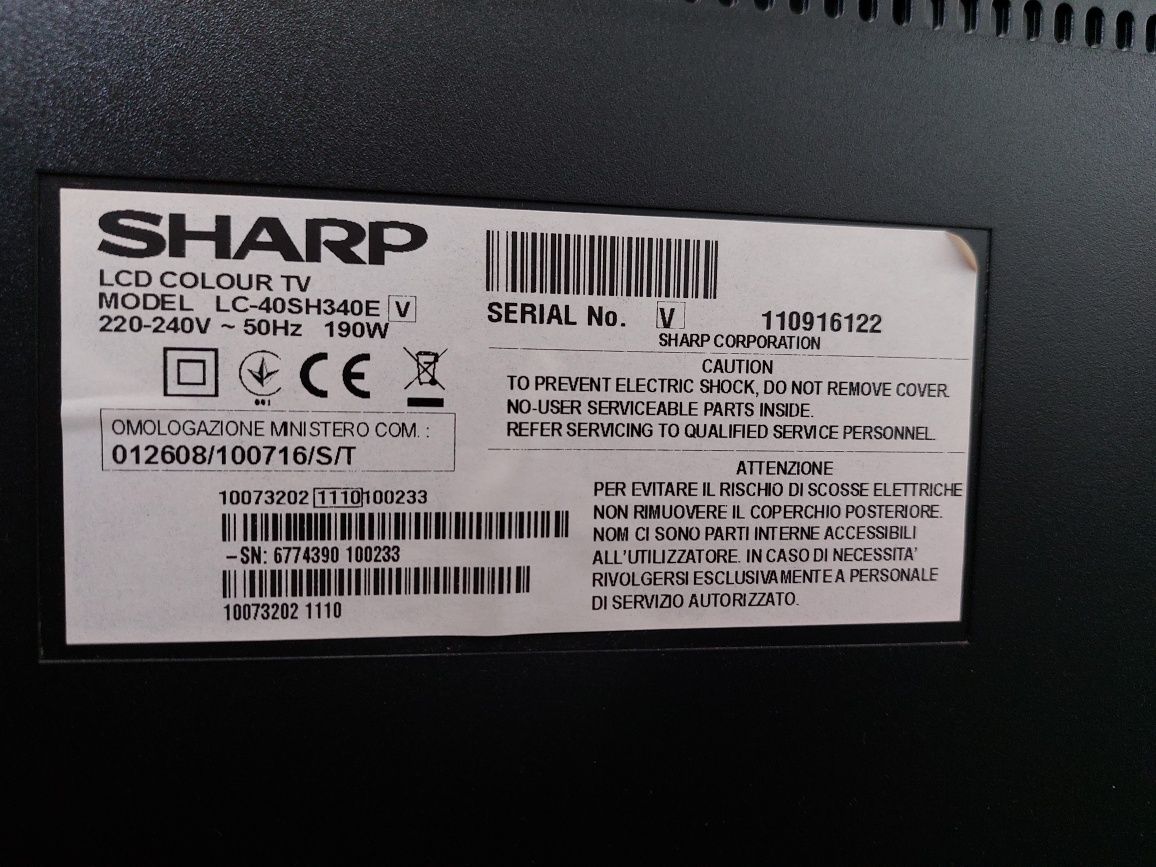 SHARP
LCD COLOUR TV
MODEL LC-40SH340E V
220-240V ~ 50Hz 190W
CE
OMOLOGAZIONE MINISTERO COM. :
012608/100716/S/T
10073202 1110 100233
-SN: 6774390 100233
10073202 1110
SERIAL No. V 110916122
SHARP CORPORATION
CAUTION
TO PREVENT ELECTRIC SHOCK, DO NOT REMOVE COVER.
NO-USER SERVICEABLE PARTS INSIDE.
REFER SERVICING TO QUALIFIED SERVICE PERSONNEL.
ATTENZIONE
PER EVITARE IL RISCHIO DI SCOSSE ELETTRICHE
NON RIMUOVERE IL COPERCHIO POSTERIORE.
NOM CI SONO PARTI INTERNE ACCESSIBILI
ALL'UTILIZZATORE. IN CASO DI NECESSITA'
RIVOLGERSI ESCLUSIVAMENTE A PERSONALE
DI SERVIZIO AUTORIZZATO.